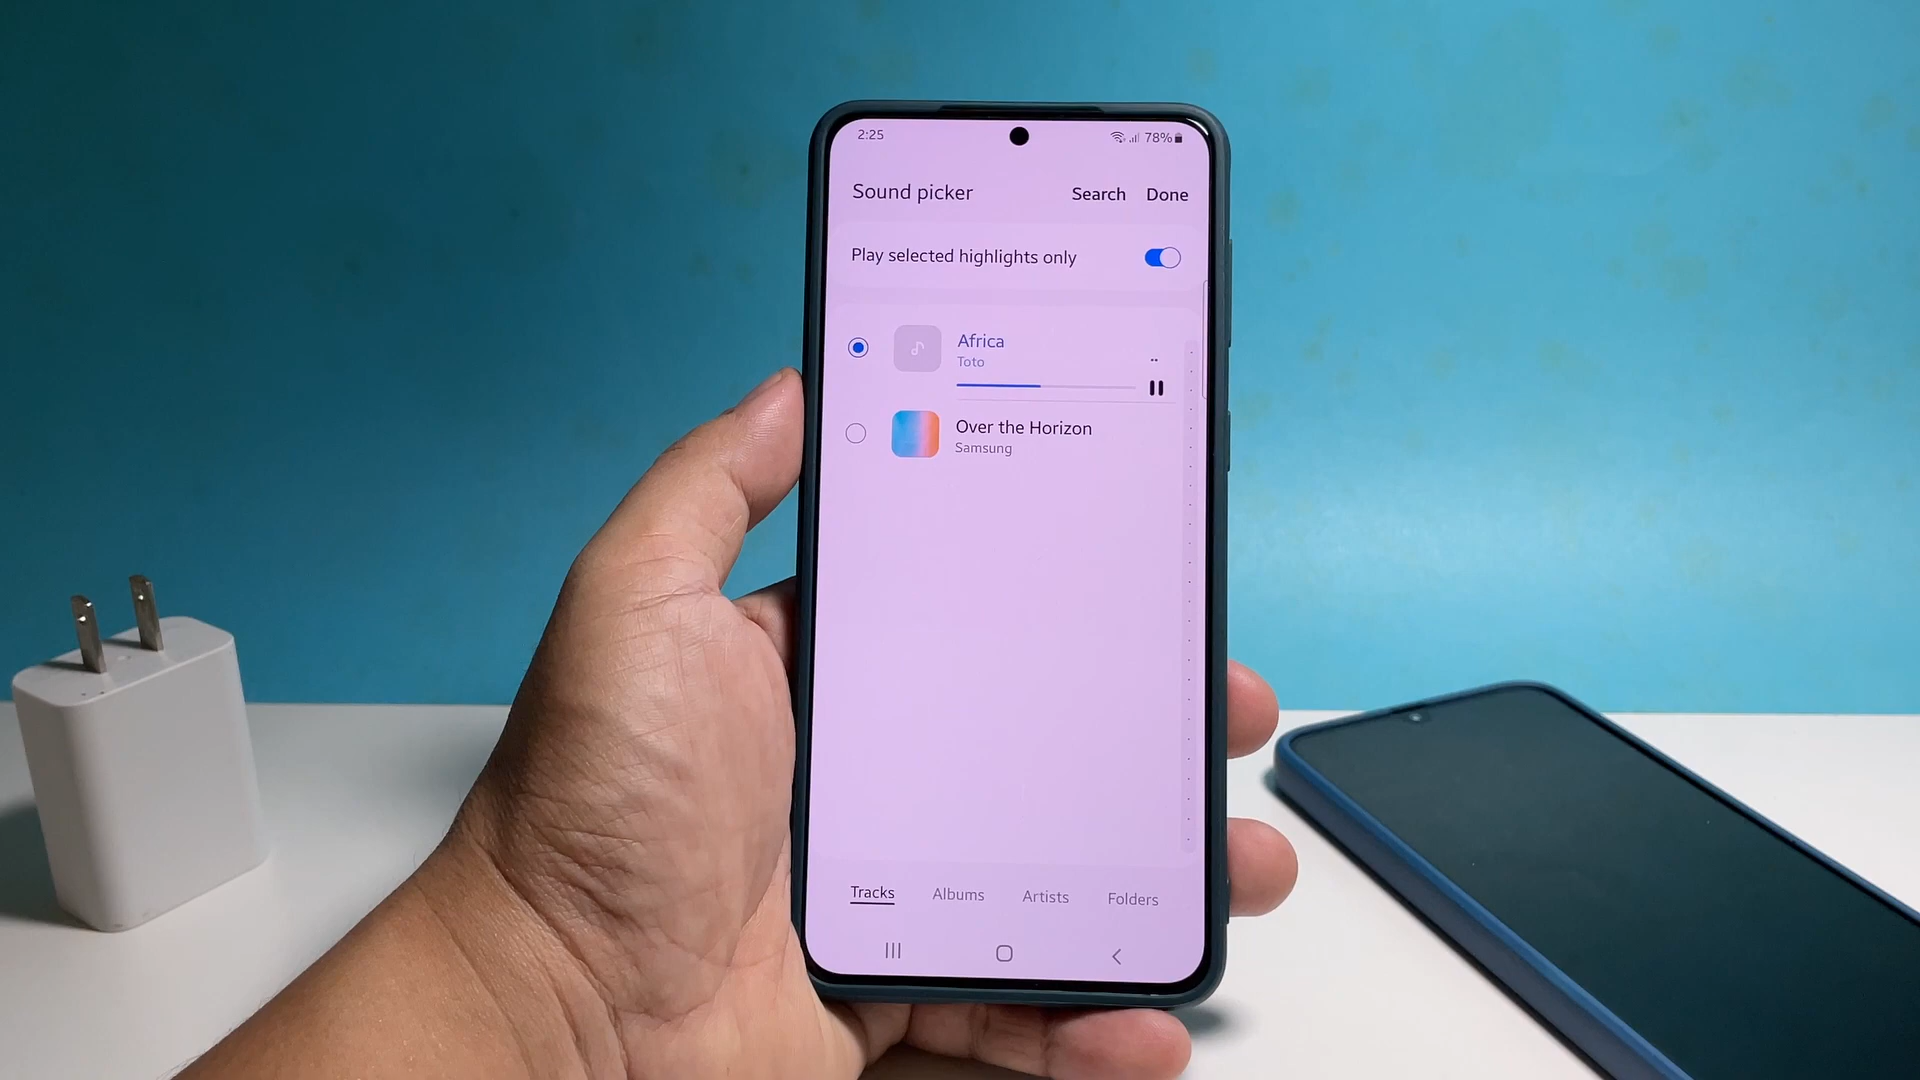 2:25
78%
Sound picker
Search
Done
Play selected highlights only
Africa
Toto
Over the Horizon
Samsung
Tracks
Albums
Artists
Folders